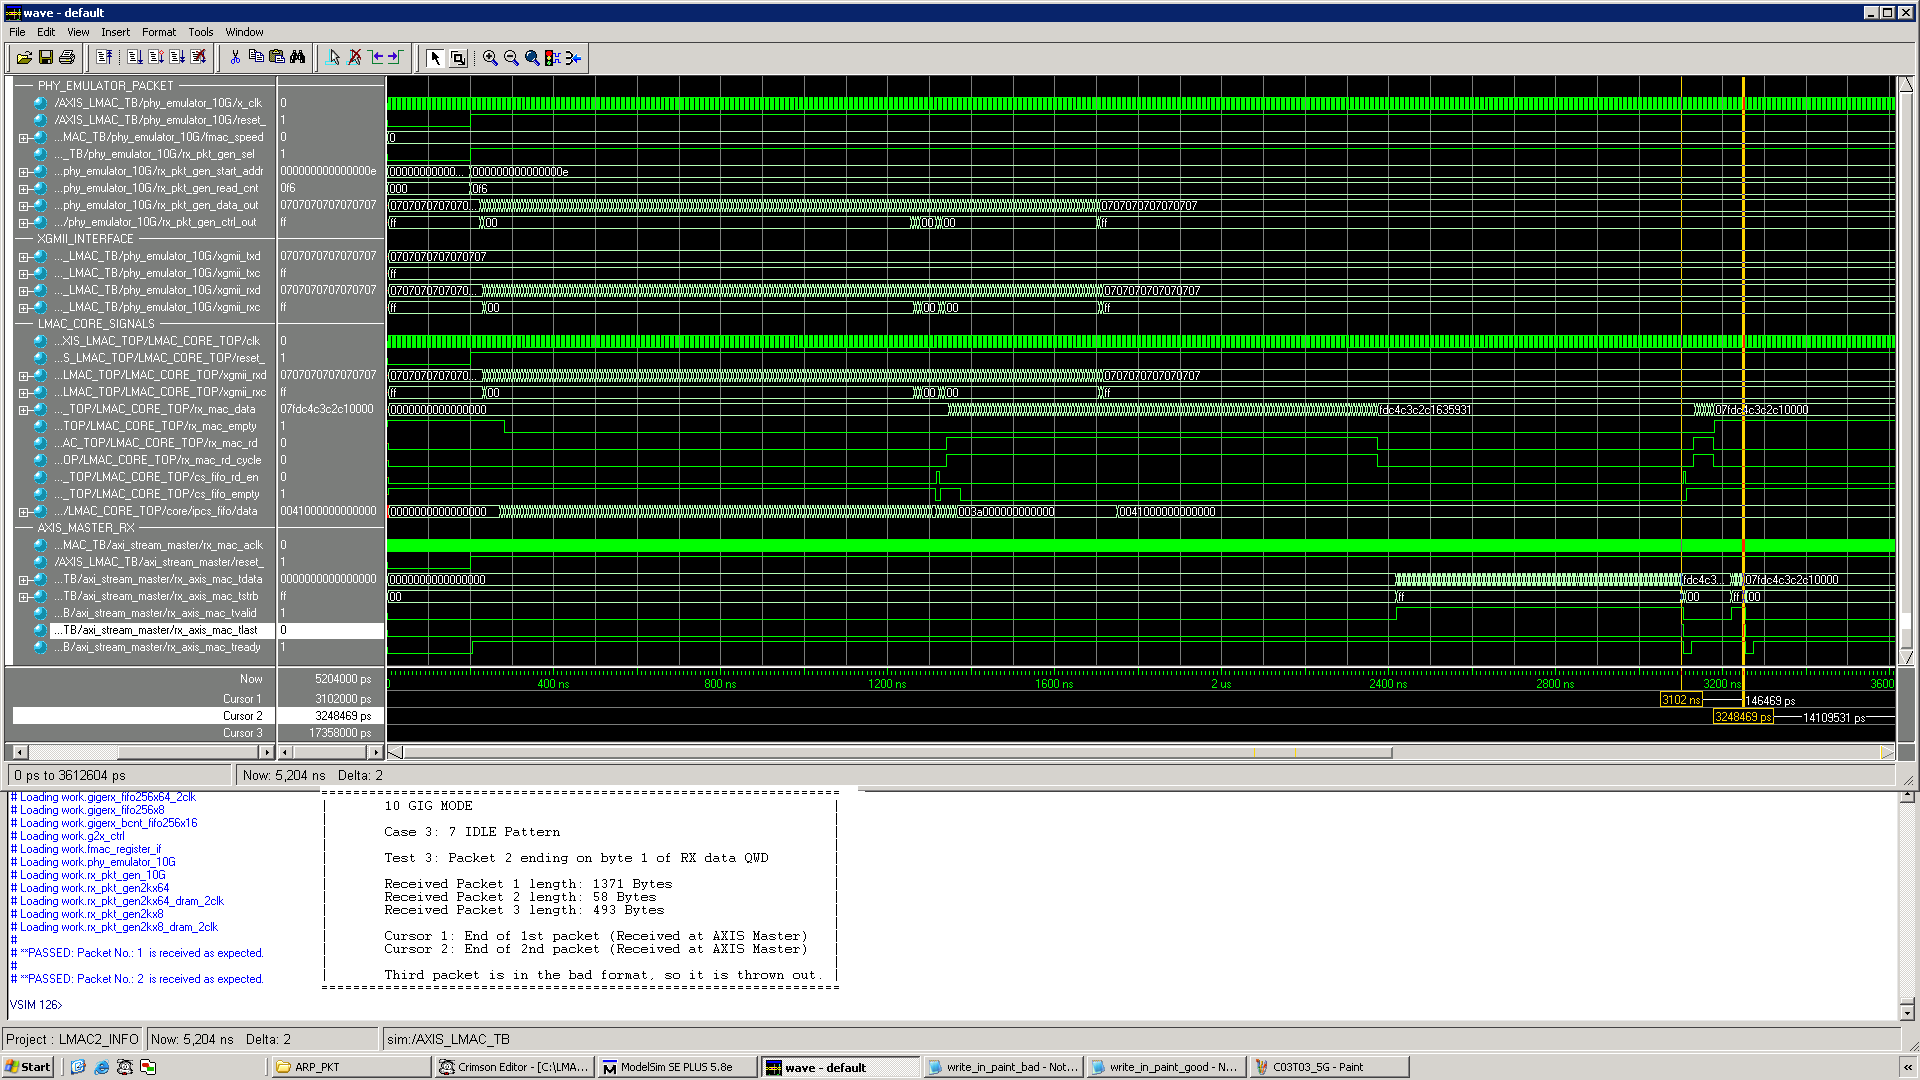 wave - default
File Edit View Insert Format Tools Window
PHY_EMULATOR_PACKET
/AXIS_LMAC_TB/phy_emulator_10G/x_clk 0
/AXIS_LMAC_TB/phy_emulator_10G/reset_ 1
...MAC_TB/phy_emulator_10G/fmac_speed 0 0
..._TB/phy_emulator_10G/rx_pkt_gen_sel 1
...phy_emulator_10G/rx_pkt_gen_start_addr 000000000000000e 00000000000... 000000000000000e
...phy_emulator_10G/rx_pkt_gen_read_cnt 0f6 000 0f6
...phy_emulator_10G/rx_pkt_gen_data_out 0707070707070707 0707070707070... 0707070707070707
.../phy_emulator_10G/rx_pkt_gen_ctrl_out ff ff 00 00 00 ff
XGMII_INTERFACE
..._LMAC_TB/phy_emulator_10G/xgmii_txd 0707070707070707 0707070707070707
..._LMAC_TB/phy_emulator_10G/xgmii_txc ff ff
..._LMAC_TB/phy_emulator_10G/xgmii_rxd 0707070707070707 0707070707070... 0707070707070707
..._LMAC_TB/phy_emulator_10G/xgmii_rxc ff ff 00 00 00 ff
LMAC_CORE_SIGNALS
...XIS_LMAC_TOP/LMAC_CORE_TOP/clk 0
...S_LMAC_TOP/LMAC_CORE_TOP/reset_ 1
...LMAC_TOP/LMAC_CORE_TOP/xgmii_rxd 0707070707070707 0707070707070... 0707070707070707
...LMAC_TOP/LMAC_CORE_TOP/xgmii_rxc ff ff 00 00 00 ff
..._TOP/LMAC_CORE_TOP/rx_mac_data 07fdc4c3c2c10000 0000000000000000 fdc4c3c2c1635931 07fdc4c3c2c10000
...TOP/LMAC_CORE_TOP/rx_mac_empty 1
...AC_TOP/LMAC_CORE_TOP/rx_mac_rd 0
...OP/LMAC_CORE_TOP/rx_mac_rd_cycle 0
..._TOP/LMAC_CORE_TOP/cs_fifo_rd_en 0
..._TOP/LMAC_CORE_TOP/cs_fifo_empty 1
.../LMAC_CORE_TOP/core/ipcs_fifo/data 0041000000000000 0000000000000000 003a000000000000 0041000000000000
AXIS_MASTER_RX
...MAC_TB/axi_stream_master/rx_mac_aclk 0
/AXIS_LMAC_TB/axi_stream_master/reset_ 1
...TB/axi_stream_master/rx_axis_mac_tdata 0000000000000000 0000000000000000 fdc4c3... 07fdc4c3c2c10000
...TB/axi_stream_master/rx_axis_mac_tstrb ff 00 ff 00 ff 00
...B/axi_stream_master/rx_axis_mac_tvalid 1
...TB/axi_stream_master/rx_axis_mac_tlast 0
...B/axi_stream_master/rx_axis_mac_tready 1
Now 5204000 ps 0 400 ns 800 ns 1200 ns 1600 ns 2 us 2400 ns 2800 ns 3200 ns 3600
Cursor 1 3102000 ps 3102 ns 146469 ps
Cursor 2 3248469 ps 3248469 ps 14109531 ps
Cursor 3 17358000 ps
0 ps to 3612604 ps Now: 5,204 ns Delta: 2
# Loading work.gigerx_fifo256x64_2clk
# Loading work.gigerx_fifo256x8
# Loading work.gigerx_bcnt_fifo256x16
# Loading work.g2x_ctrl
# Loading work.fmac_register_if
# Loading work.phy_emulator_10G
# Loading work.rx_pkt_gen_10G
# Loading work.rx_pkt_gen2kx64
# Loading work.rx_pkt_gen2kx64_dram_2clk
# Loading work.rx_pkt_gen2kx8
# Loading work.rx_pkt_gen2kx8_dram_2clk
#
# **PASSED: Packet No.: 1 is received as expected.
#
# **PASSED: Packet No.: 2 is received as expected.
VSIM 126>
10 GIG MODE
Case 3: 7 IDLE Pattern
Test 3: Packet 2 ending on byte 1 of RX data QWD
Received Packet 1 length: 1371 Bytes
Received Packet 2 length: 58 Bytes
Received Packet 3 length: 493 Bytes
Cursor 1: End of 1st packet (Received at AXIS Master)
Cursor 2: End of 2nd packet (Received at AXIS Master)
Third packet is in the bad format, so it is thrown out.
Project : LMAC2_INFO Now: 5,204 ns Delta: 2 sim:/AXIS_LMAC_TB
Start ARP_PKT Crimson Editor - [C:\LMA... ModelSim SE PLUS 5.8e wave - default write_in_paint_bad - Not... write_in_paint_good - N... C03T03_5G - Paint